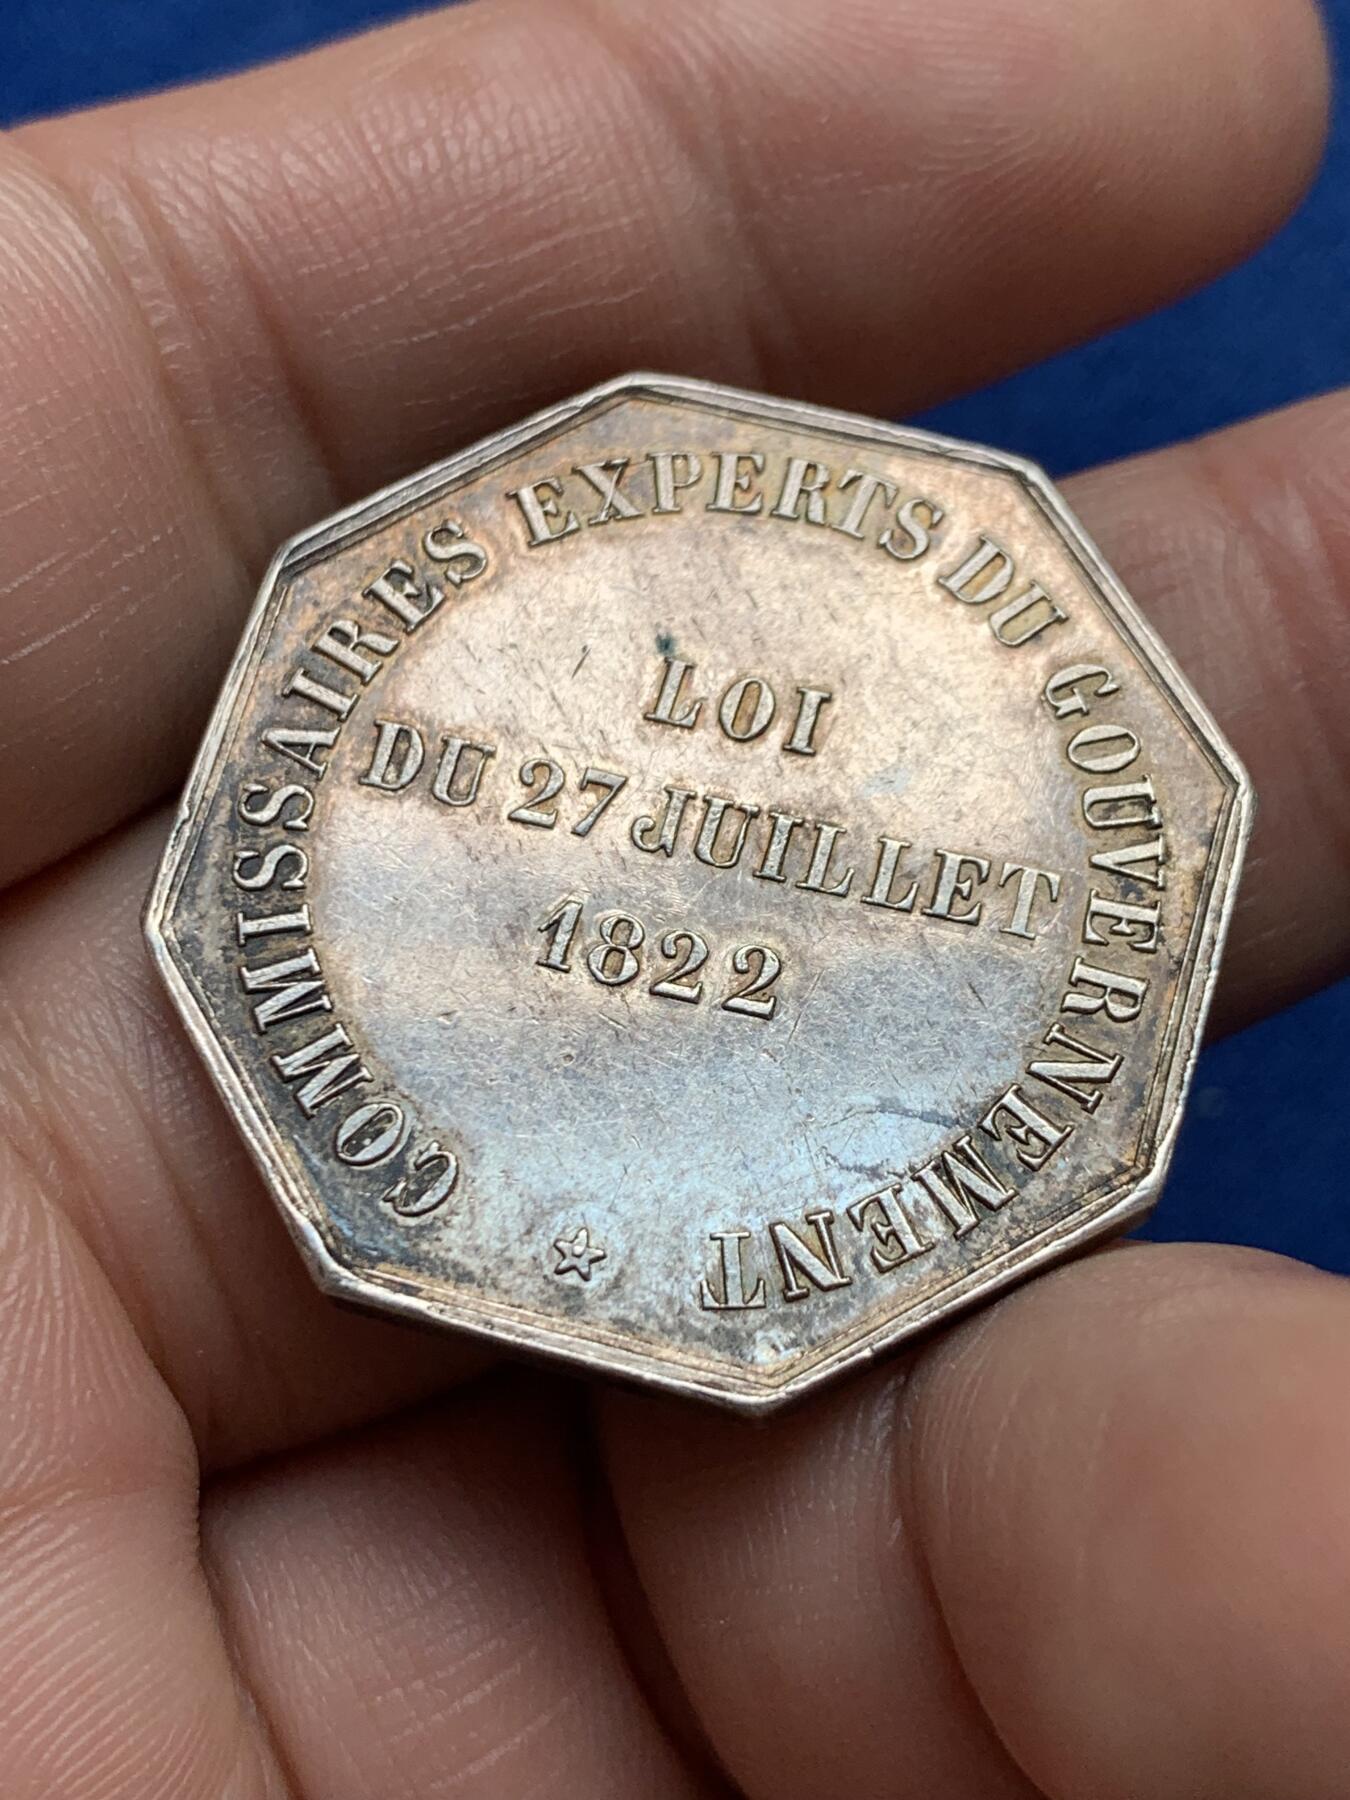 COMMISSAIRES EXPERTS DU GOUVERNEMENT
LOI
DU 27 JUILLET
1822